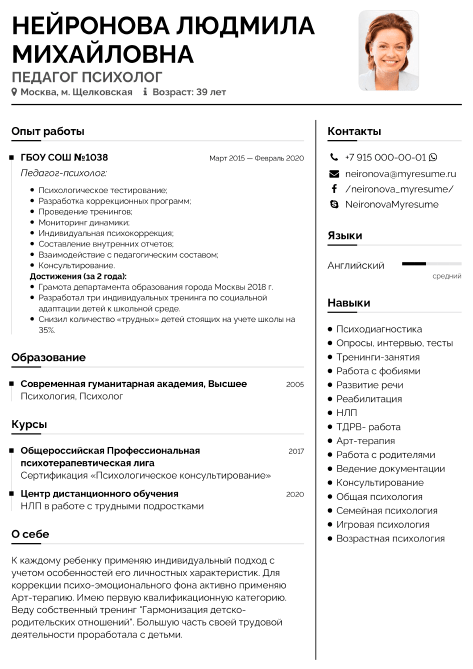 НЕЙРОНОВА ЛЮДМИЛА
МИХАЙЛОВНА
ПЕДАГОГ ПСИХОЛОГ
Москва, м. Щелковская Возраст: 39 лет
Опыт работы
ГБОУ СОШ №1038 Март 2015 — Февраль 2020
Педагог-психолог:
Психологическое тестирование;
Разработка коррекционных программ;
Проведение тренингов;
Мониторинг динамики;
Индивидуальная психокоррекция;
Составление внутренних отчетов;
Взаимодействие с педагогическим составом;
Консультирование.
Достижения (за 2 года):
Грамота департамента образования города Москвы 2018 г.
Разработал три индивидуальных тренинга по социальной
адаптации детей к школьной среде.
Снизил количество «трудных» детей стоящих на учете школы на
35%.
Образование
Современная гуманитарная академия, Высшее 2005
Психология, Психолог
Курсы
Общероссийская Профессиональная 2017
психотерапевтическая лига
Сертификация «Психологическое консультирование»
Центр дистанционного обучения 2020
НЛП в работе с трудными подростками
О себе
К каждому ребенку применяю индивидуальный подход с
учетом особенностей его личностных характеристик. Для
коррекции психо-эмоционального фона активно применяю
Арт-терапию. Имею первую квалификационную категорию.
Веду собственный тренинг "Гармонизация детско-
родительских отношений". Большую часть своей трудовой
деятельности проработала с детьми.
Контакты
+7 915 000-00-01
neironova@myresume.ru
/neironova_myresume/
NeironovaMyresume
Языки
Английский
средний
Навыки
Психодиагностика
Опросы, интервью, тесты
Тренинги-занятия
Работа с фобиями
Развитие речи
Реабилитация
НЛП
ТДРВ- работа
Арт-терапия
Работа с родителями
Ведение документации
Консультирование
Общая психология
Семейная психология
Игровая психология
Возрастная психология